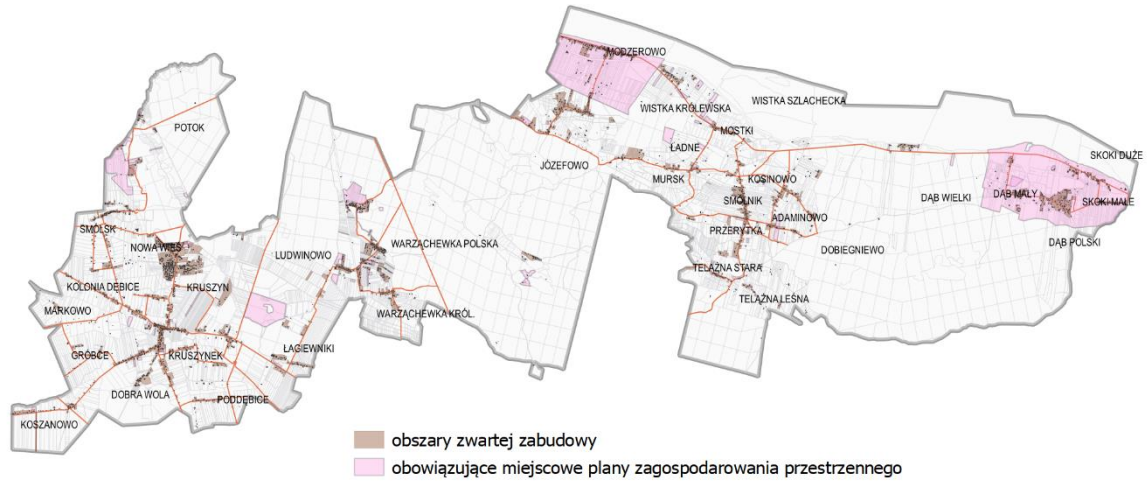 MODZEROWO
WISTKA SZLACHECKA
WISTKA KRÓLEWSKA
POTOK
MOSTKI
ŁADNE
SKOKI DUŻE
JÓZEFOWO
MURSK
KOSINOWO
DĄB MAŁY
DĄB WIELKI
SMÓLNIK
SKOKI MAŁE
ADAMINOWO
SMÓLSK
PRZERYTKA
NOWA WIEŚ
WARZĄCHEWKA POLSKA
DĄB POLSKI
DOBIEGNIEWO
LUDWINOWO
TELĄŻNA STARA
KOLONIA DĘBICE
KRUSZYN
TELĄŻNA LEŚNA
MARKOWO
WARZĄCHEWKA KRÓL.
ŁAGIEWNIKI
GRÓBCE
KRUSZYNEK
DOBRA WOLA
PODDĘBICE
KOSZANOWO
obszary zwartej zabudowy
obowiązujące miejscowe plany zagospodarowania przestrzennego